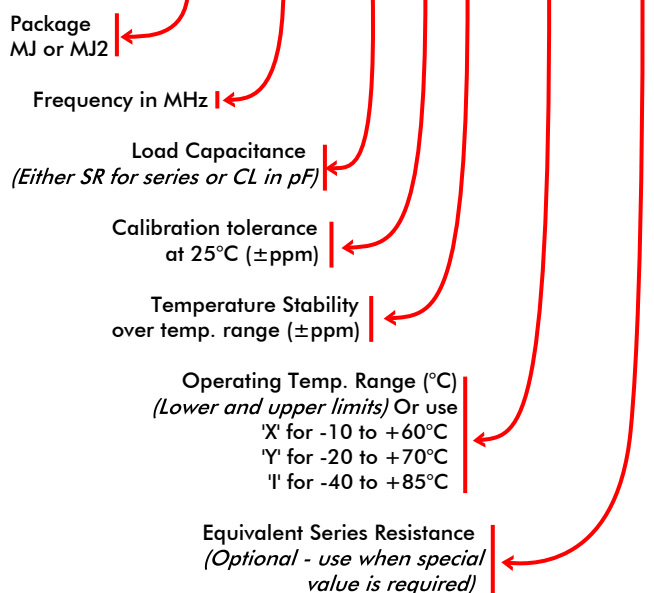 Package
MJ or MJ2
Frequency in MHz
Load Capacitance
(Either SR for series or CL in pF)
Calibration tolerance
at 25°C (±ppm)
Temperature Stability
over temp. range (±ppm)
Operating Temp. Range (°C)
(Lower and upper limits) Or use
'X' for -10 to +60°C
'Y' for -20 to +70°C
'I' for -40 to +85°C
Equivalent Series Resistance
(Optional - use when special
value is required)